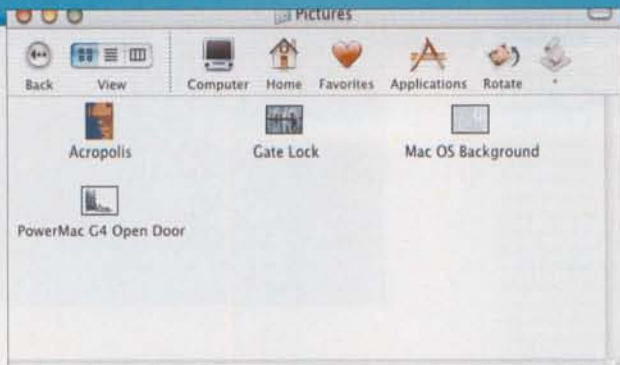 Pictures
Back View Computer Home Favorites Applications Rotate
Acropolis Gate Lock Mac OS Background
PowerMac G4 Open Door